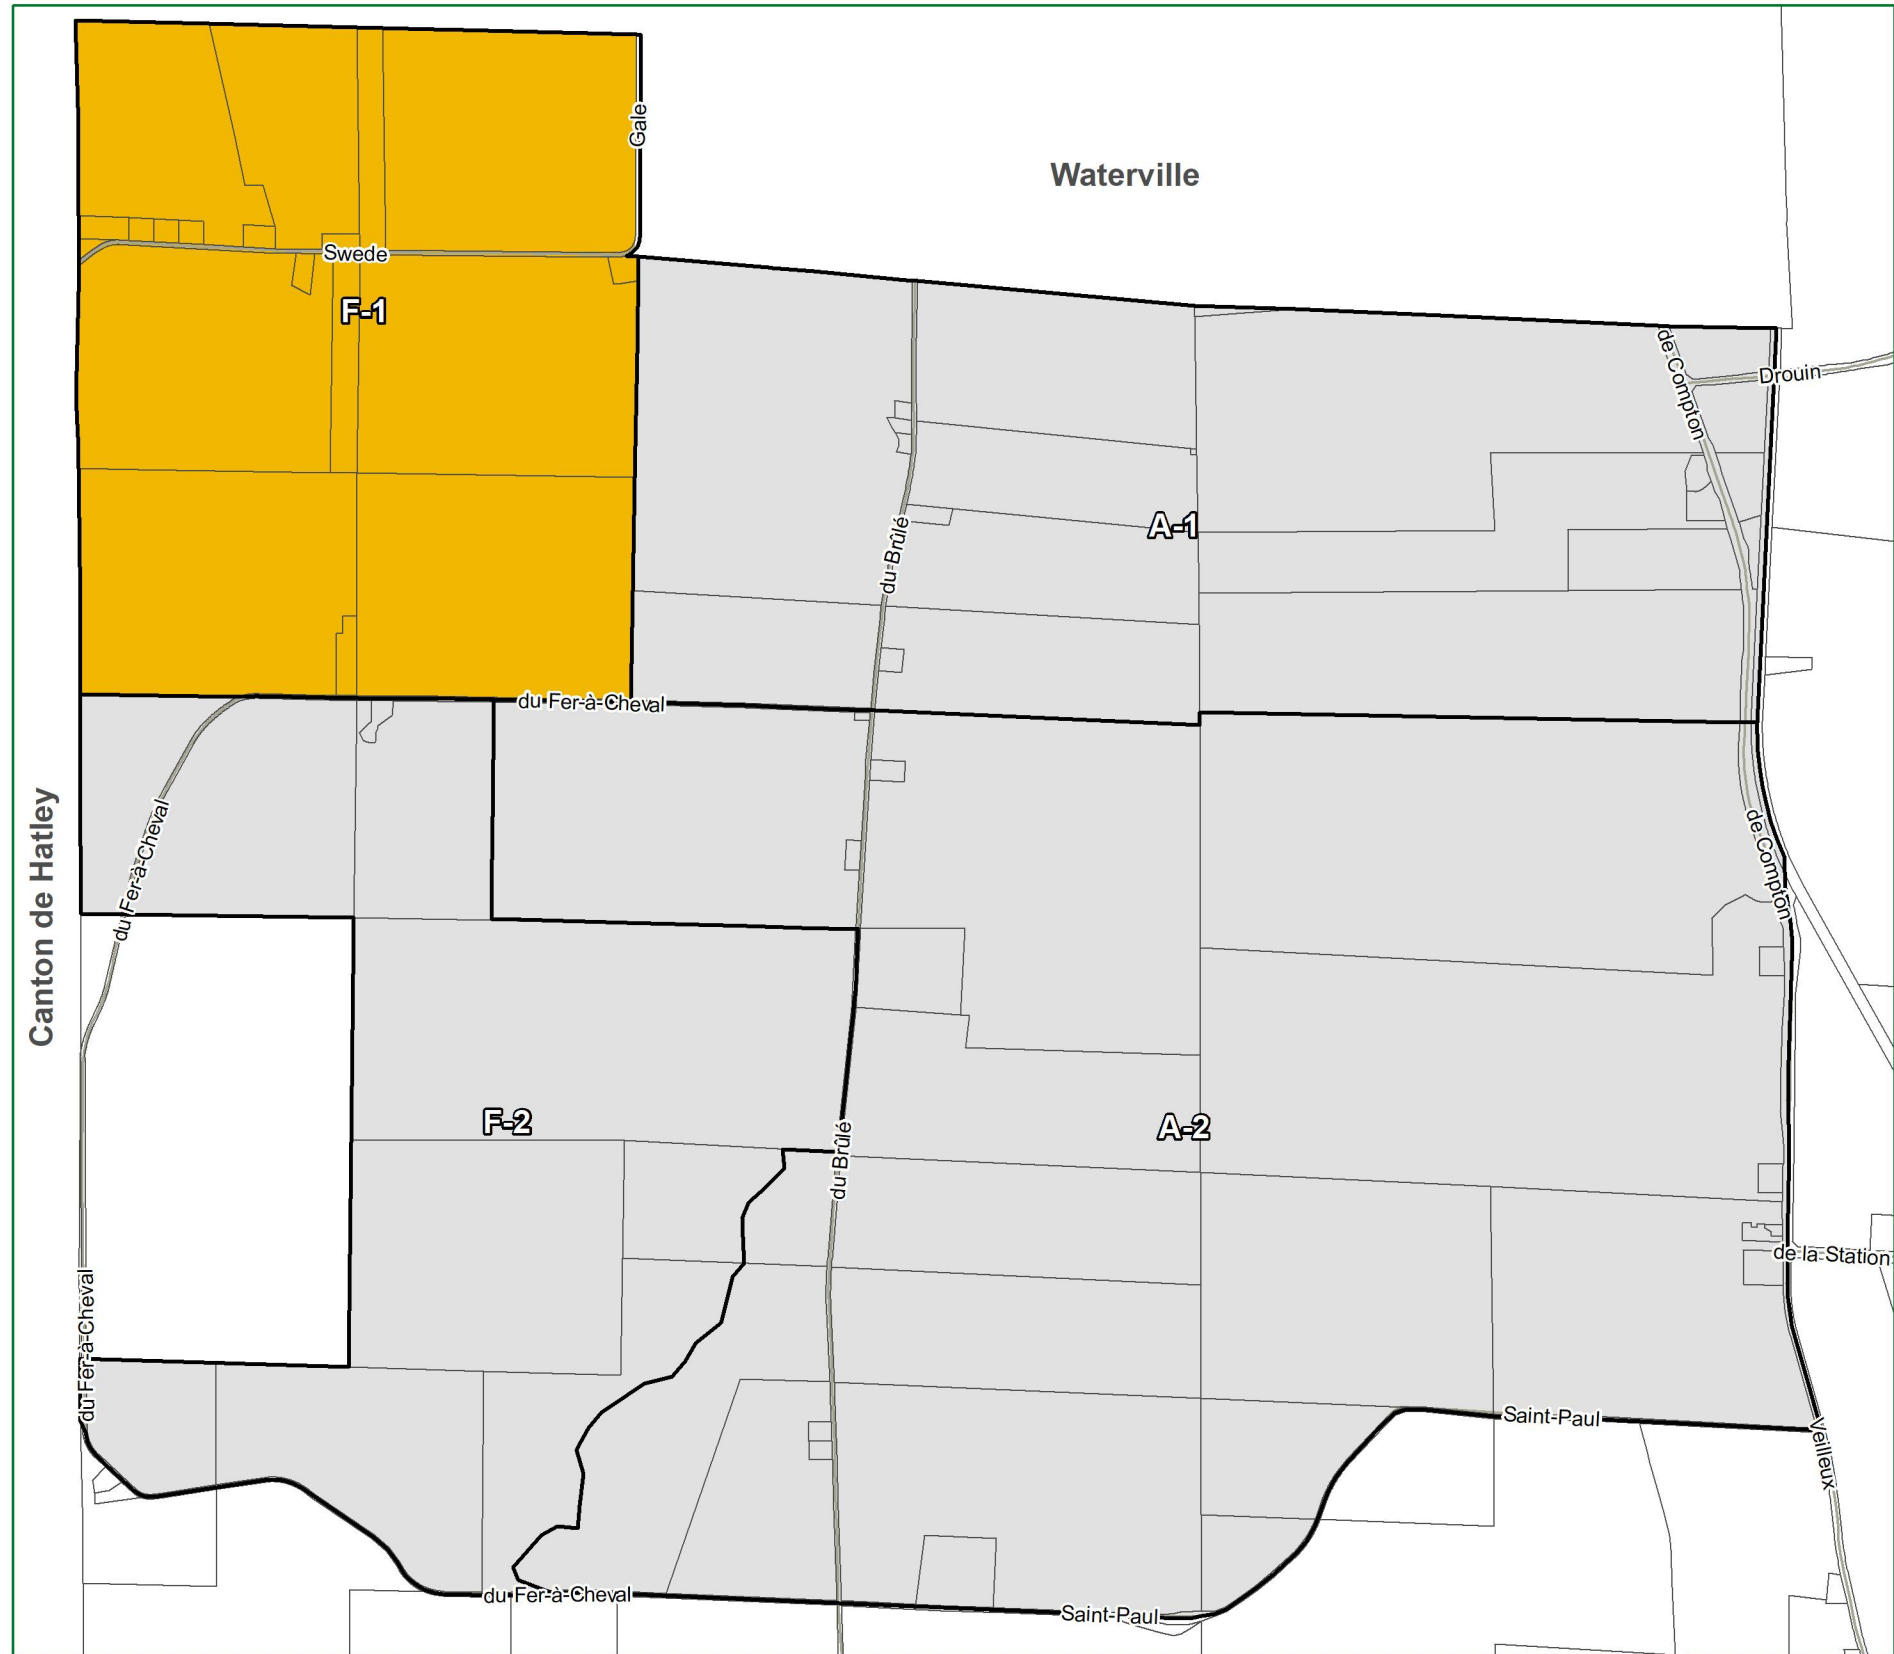 Gale
Waterville
Swede
F-1
de Compton
Drouin
A-1
du Brûlé
du Fer-à-Cheval
Canton de Hatley
du Fer-à-Cheval
de Compton
F-2
A-2
du Brûlé
de la Station
du Fer-à-Cheval
Saint-Paul
Veilleux
du Fer-à-Cheval
Saint-Paul